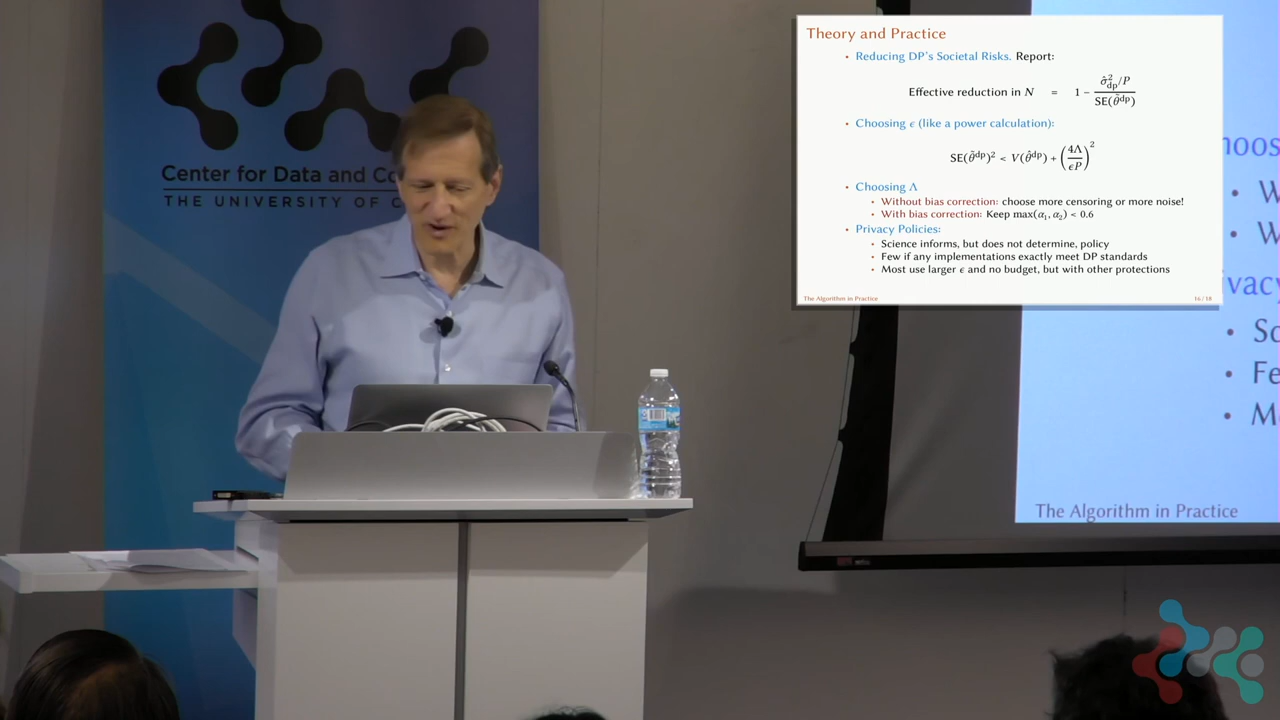 Center for Data and Co
THE UNIVERSITY OF C
Theory and Practice
• Reducing DP's Societal Risks. Report:
Effective reduction in N = 1 − σ̂²dp/P / SE(θ̃dp)
• Choosing ϵ (like a power calculation):
SE(θ̃dp)² < V(θ̂dp) + (4Λ/ϵP)²
• Choosing Λ
• Without bias correction: choose more censoring or more noise!
• With bias correction: Keep max(α₁, α₂) < 0.6
• Privacy Policies:
• Science informs, but does not determine, policy
• Few if any implementations exactly meet DP standards
• Most use larger ϵ and no budget, but with other protections
The Algorithm in Practice 16/18
hoos
• W
• W
vacy
• Sc
• Fe
• M
The Algorithm in Practice